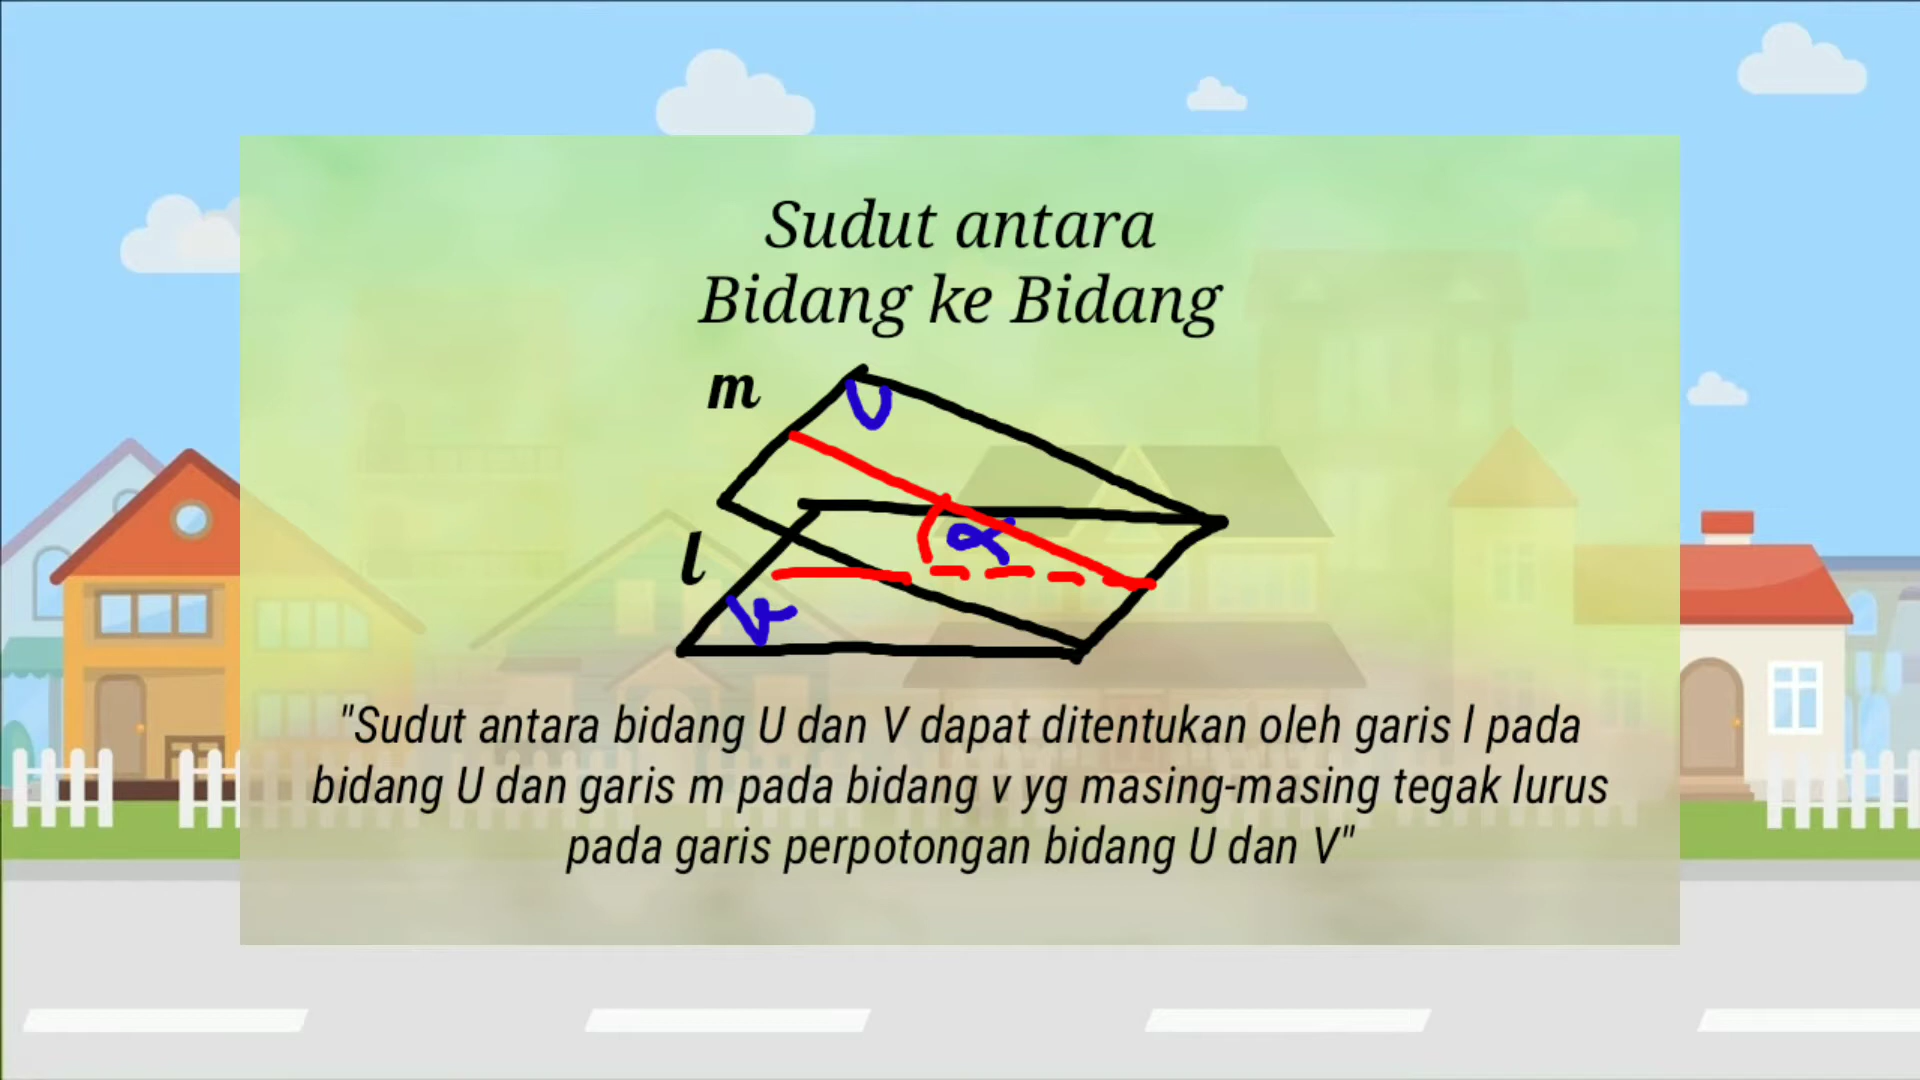 Sudut antara
Bidang ke Bidang
m
U
α
l
V
"Sudut antara bidang U dan V dapat ditentukan oleh garis l pada
bidang U dan garis m pada bidang v yg masing-masing tegak lurus
pada garis perpotongan bidang U dan V"